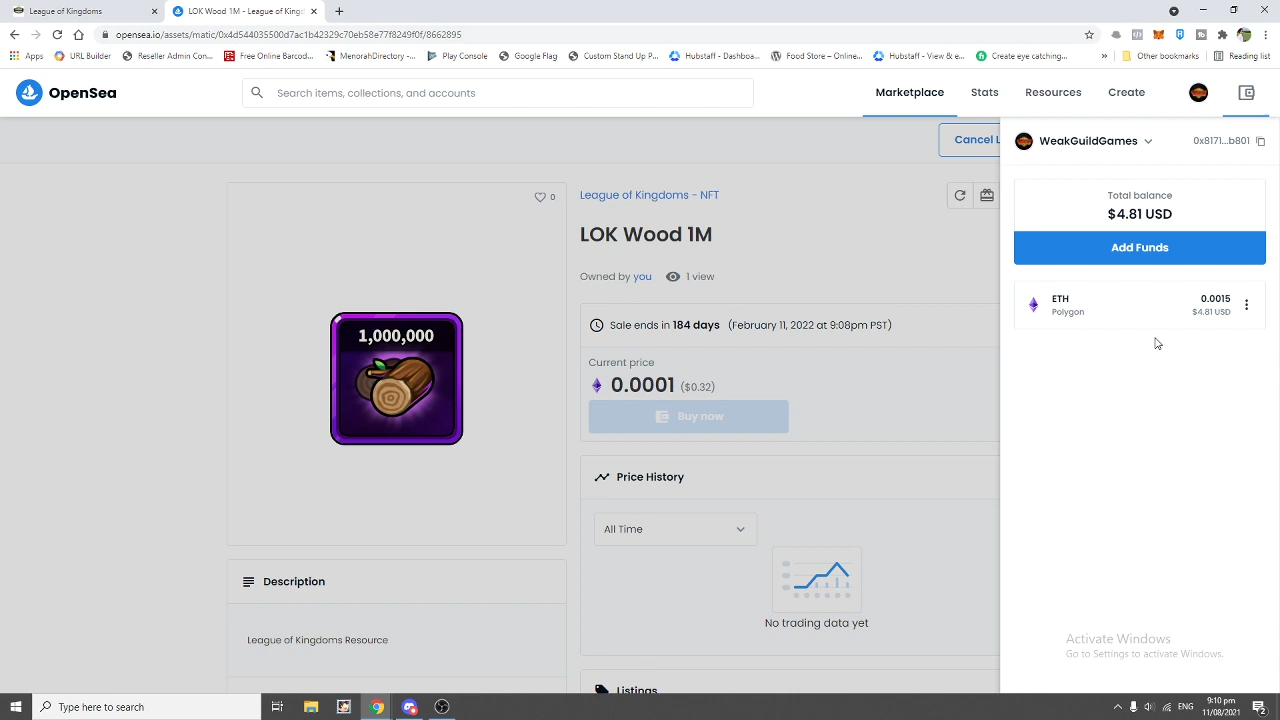 League of Kingdoms
LOK Wood 1M - League of Kingd
opensea.io/assets/matic/0x4d544035500d7ac1b42329c70eb58e77f8249f0f/8662895
Apps
URL Builder
Reseller Admin Con...
Free Online Barcod...
MenorahDirectory -...
Play Console
Google Flag
Custom Stand Up P...
Hubstaff - Dashboa...
Food Store – Online...
Hubstaff - View & e...
Create eye catching...
»
Other bookmarks
Reading list
OpenSea
Search items, collections, and accounts
Marketplace
Stats
Resources
Create
Cancel L
WeakGuildGames
0x8171...b801
Total balance
$4.81 USD
Add Funds
ETH
0.0015
Polygon
$4.81 USD
0
League of Kingdoms - NFT
LOK Wood 1M
Owned by you
1 view
1,000,000
Sale ends in 184 days (February 11, 2022 at 9:08pm PST)
Current price
0.0001 ($0.32)
Buy now
Price History
All Time
No trading data yet
Description
League of Kingdoms Resource
Listings
Activate Windows
Go to Settings to activate Windows.
Type here to search
ENG
9:10 pm
11/08/2021
2